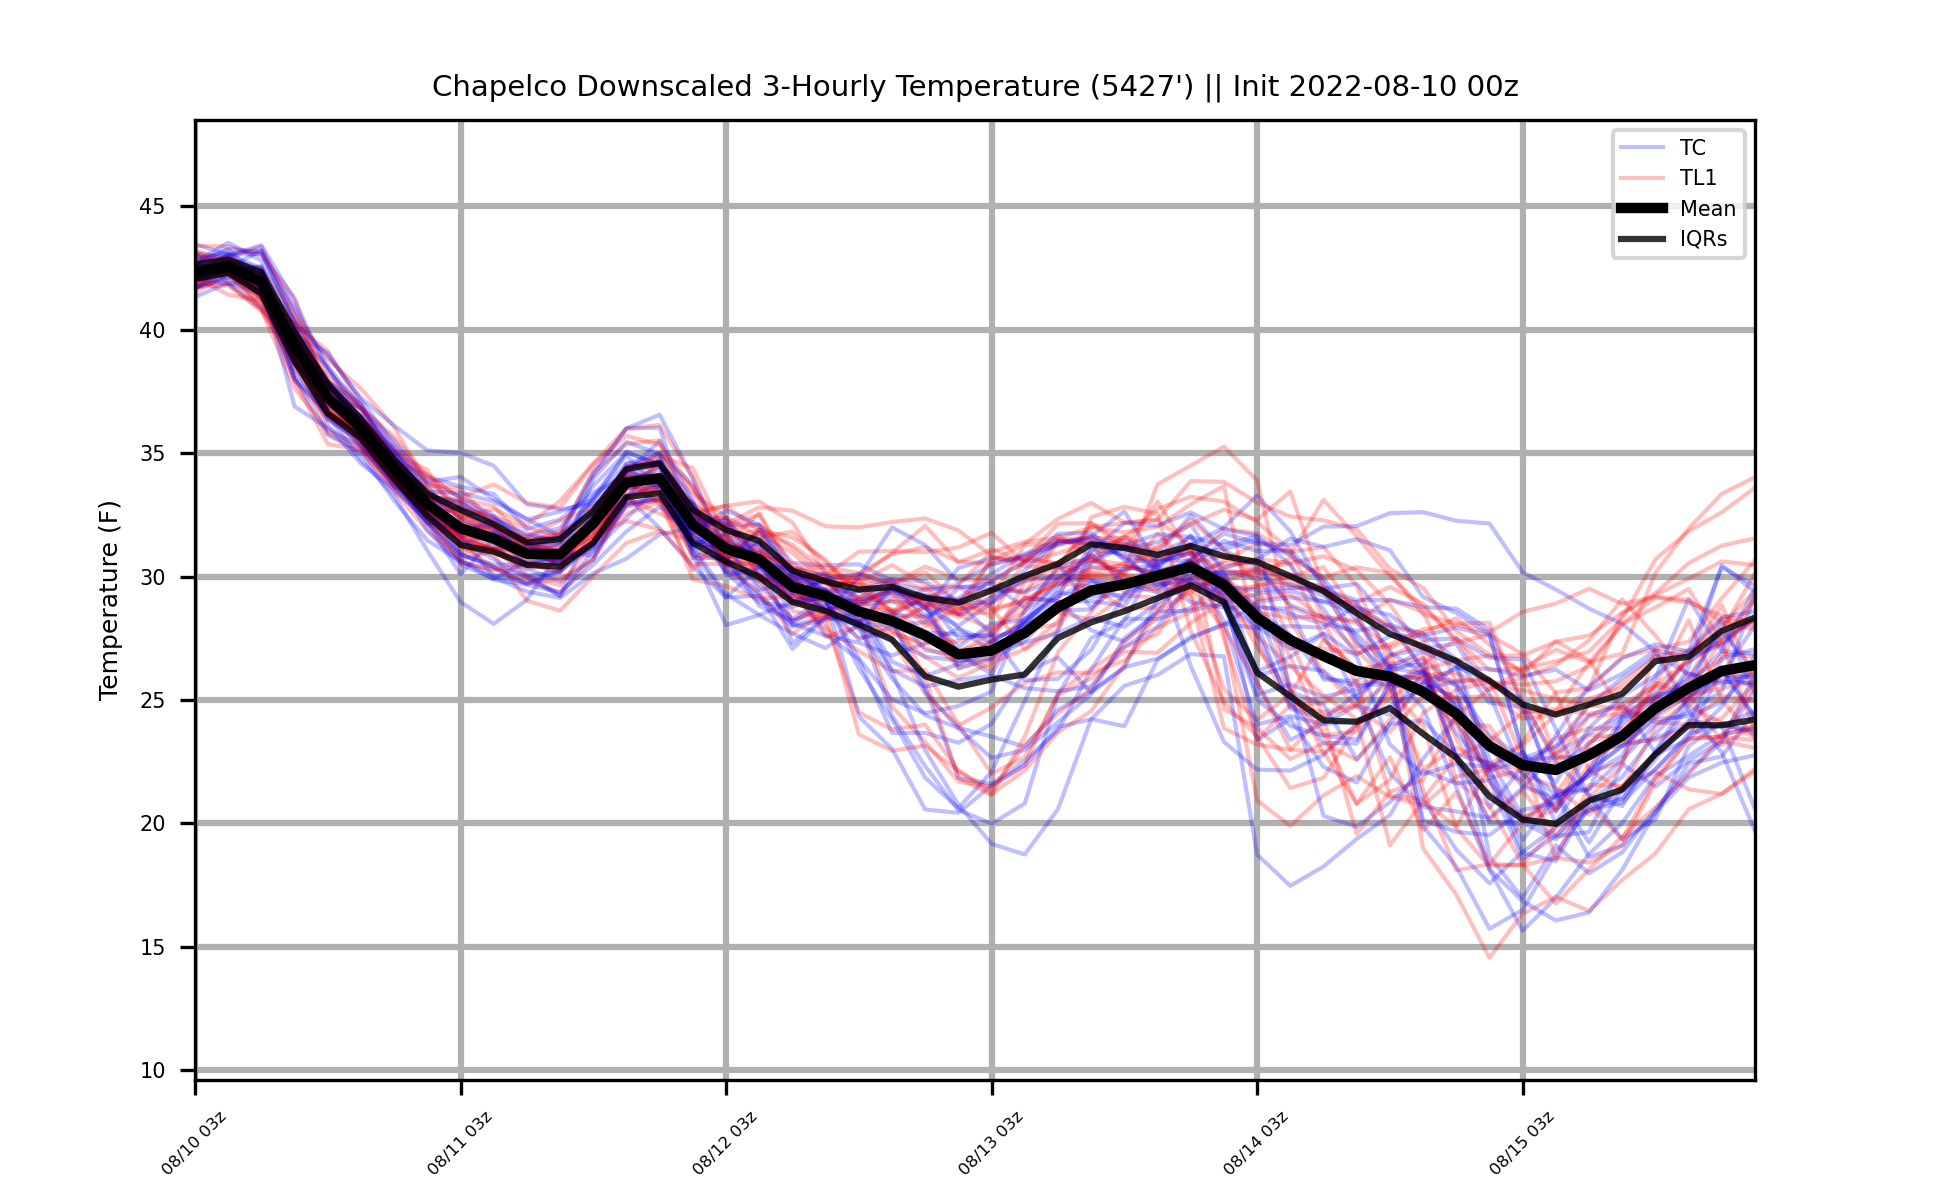 Chapelco Downscaled 3-Hourly Temperature (5427') || Init 2022-08-10 00z
TC
TL1
Mean
IQRs
Temperature (F)
45
40
35
30
25
20
15
10
08/10 03z
08/11 03z
08/12 03z
08/13 03z
08/14 03z
08/15 03z